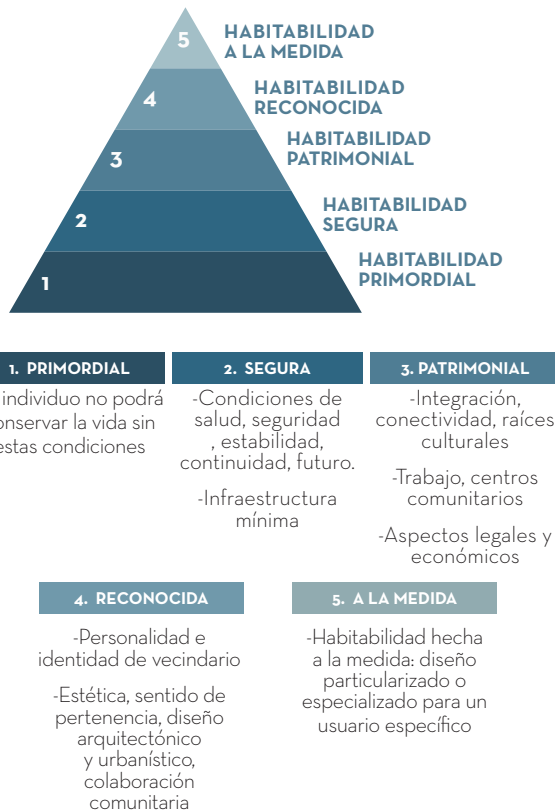 5
HABITABILIDAD
A LA MEDIDA
4
HABITABILIDAD
RECONOCIDA
3
HABITABILIDAD
PATRIMONIAL
2
HABITABILIDAD
SEGURA
1
HABITABILIDAD
PRIMORDIAL
1. PRIMORDIAL
individuo no podrá
onservar la vida sin
estas condiciones
2. SEGURA
-Condiciones de
salud, seguridad
, estabilidad,
continuidad, futuro.
-Infraestructura
mínima
3. PATRIMONIAL
-Integración,
conectividad, raíces
culturales
-Trabajo, centros
comunitarios
-Aspectos legales y
económicos
4. RECONOCIDA
-Personalidad e
identidad de vecindario
-Estética, sentido de
pertenencia, diseño
arquitectónico
y urbanístico,
colaboración
comunitaria
5. A LA MEDIDA
-Habitabilidad hecha
a la medida: diseño
particularizado o
especializado para un
usuario específico